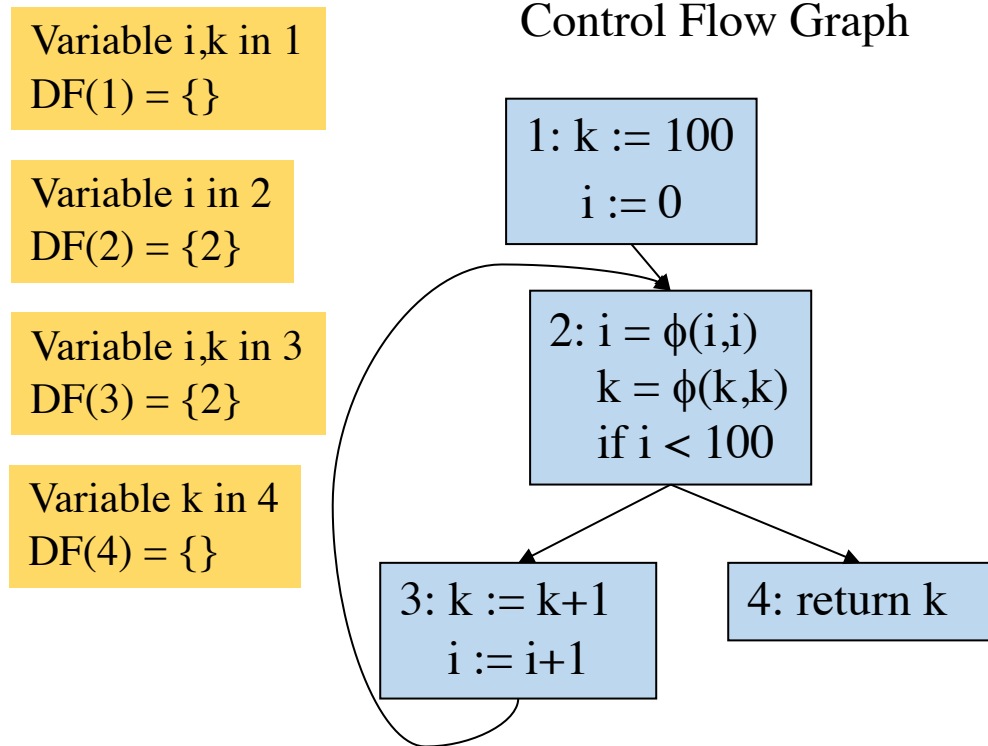 Control Flow Graph
Variable i,k in 1
DF(1) = {}
Variable i in 2
DF(2) = {2}
Variable i,k in 3
DF(3) = {2}
Variable k in 4
DF(4) = {}
1: k := 100
i := 0
2: i = ϕ(i,i)
k = ϕ(k,k)
if i < 100
3: k := k+1
i := i+1
4: return k